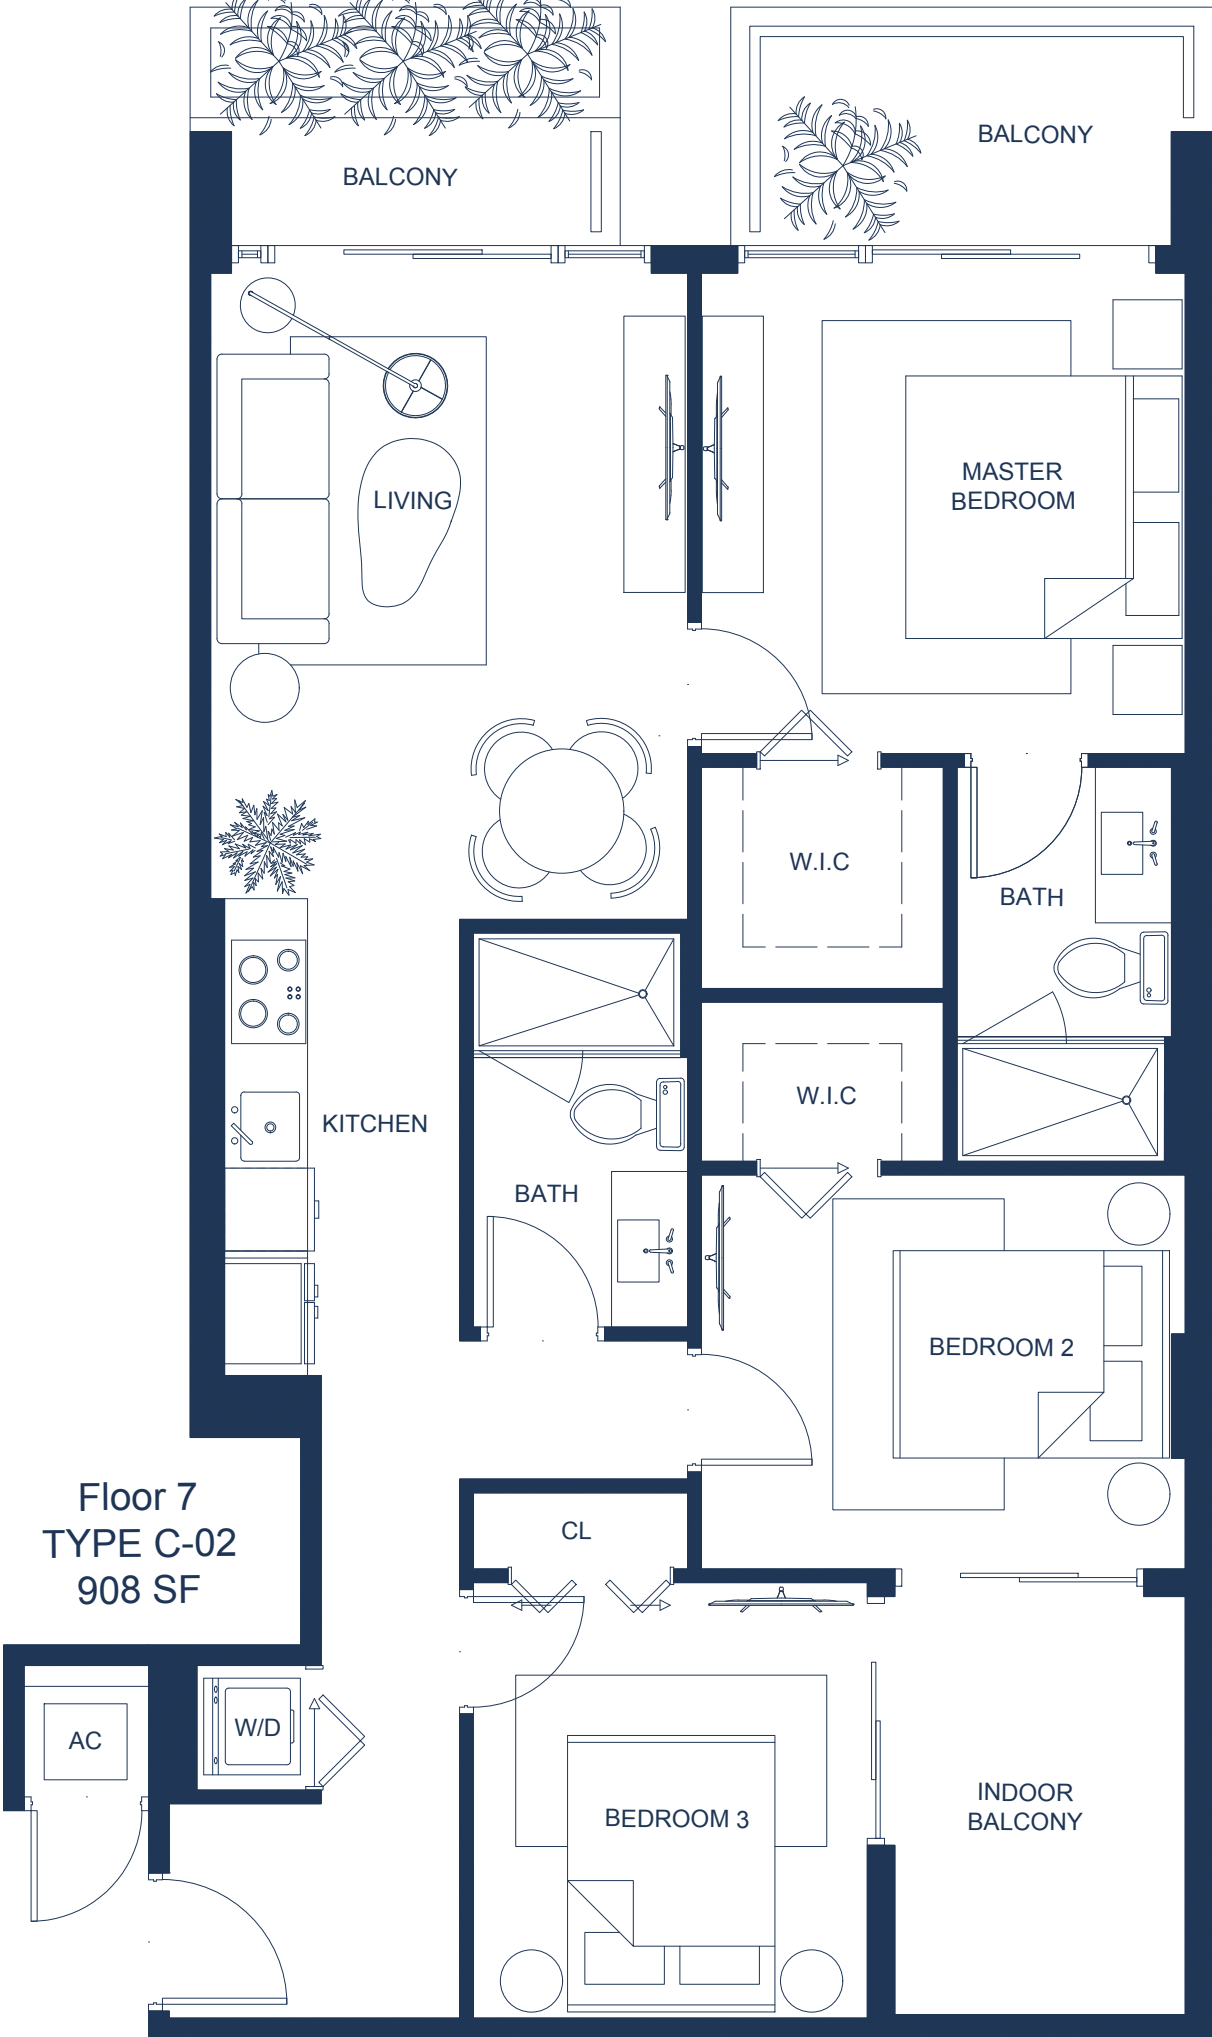 BALCONY
BALCONY
LIVING
MASTER
BEDROOM
W.I.C
BATH
W.I.C
KITCHEN
BATH
BEDROOM 2
Floor 7
TYPE C-02
908 SF
CL
AC
W/D
BEDROOM 3
INDOOR
BALCONY